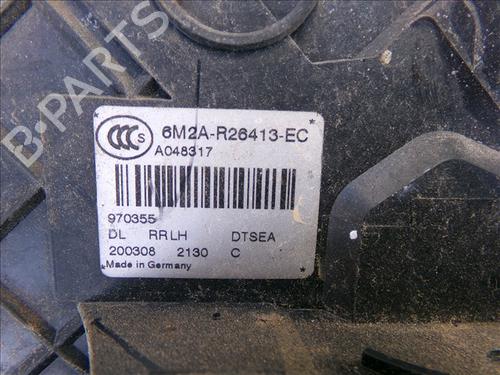 B-PARTS
CCC S
6M2A-R26413-EC
A048317
970355
DL RRLH DTSEA
200308 2130 C
Made in Germany